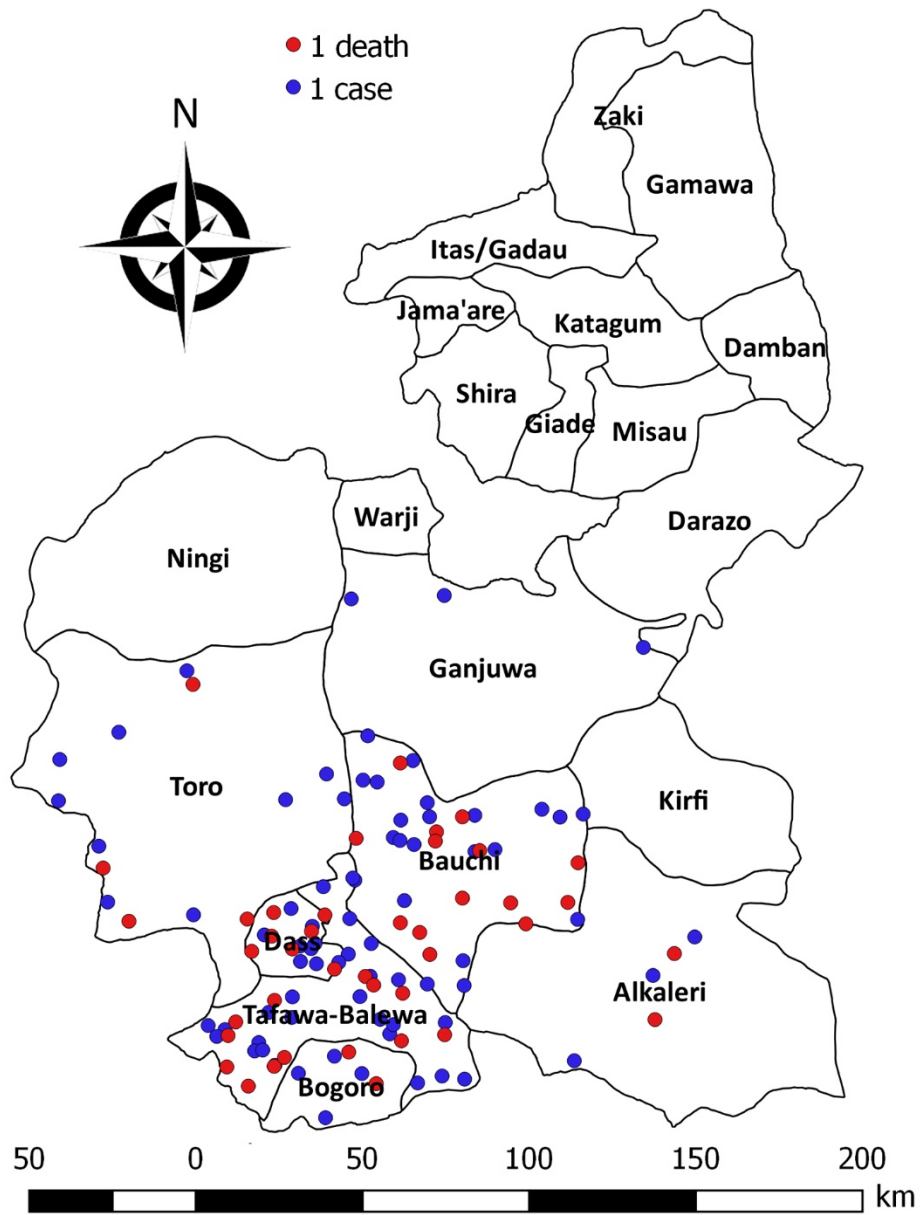 1 death
1 case
N
Zaki
Gamawa
Itas/Gadau
Jama'are
Katagum
Damban
Shira
Giade
Misau
Warji
Darazo
Ningi
Ganjuwa
Toro
Kirfi
Bauchi
Dass
Alkaleri
Tafawa-Balewa
Bogoro
50 0 50 100 150 200
km